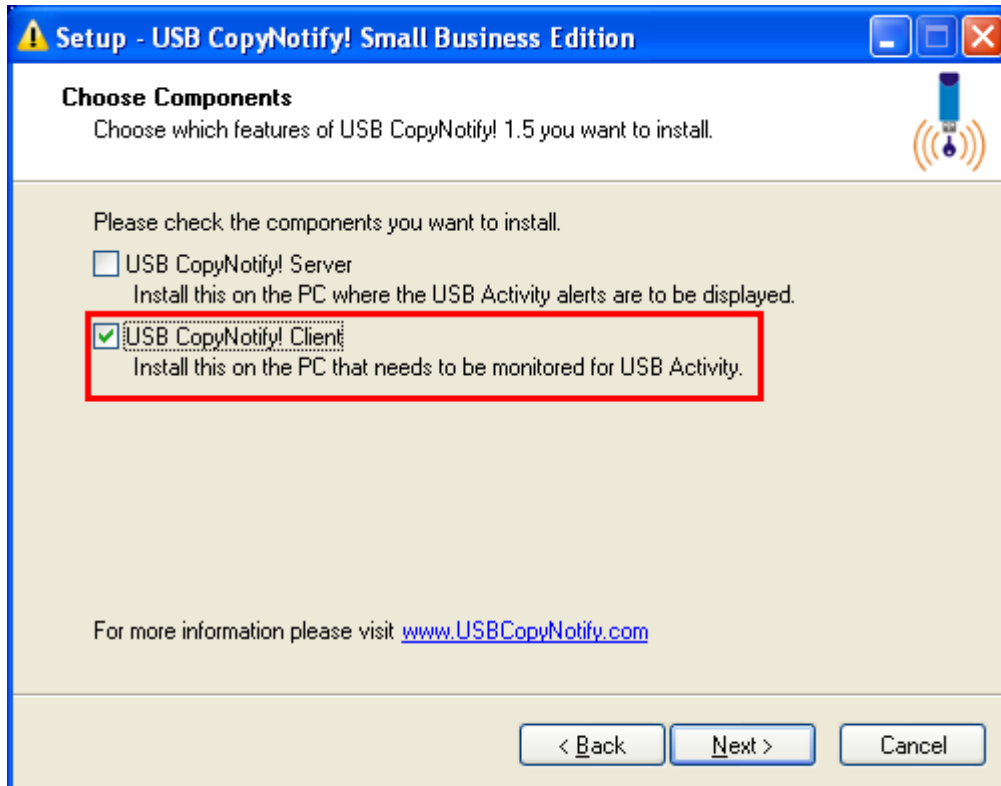 Setup - USB CopyNotify! Small Business Edition
Choose Components
Choose which features of USB CopyNotify! 1.5 you want to install.
Please check the components you want to install.
USB CopyNotify! Server
Install this on the PC where the USB Activity alerts are to be displayed.
USB CopyNotify! Client
Install this on the PC that needs to be monitored for USB Activity.
For more information please visit www.USBCopyNotify.com
< Back
Next >
Cancel